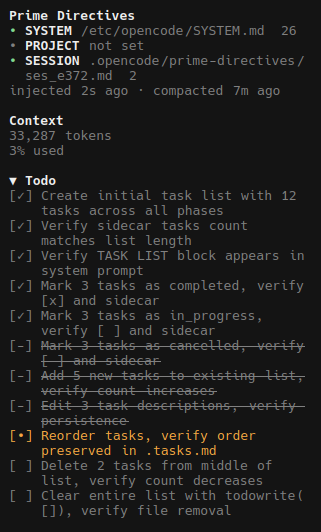 Prime Directives
• SYSTEM /etc/opencode/SYSTEM.md 26
• PROJECT not set
• SESSION .opencode/prime-directives/
ses_e372.md 2
injected 2s ago · compacted 7m ago
Context
33,287 tokens
3% used
▼ Todo
[✓] Create initial task list with 12
tasks across all phases
[✓] Verify sidecar tasks count
matches list length
[✓] Verify TASK LIST block appears in
system prompt
[✓] Mark 3 tasks as completed, verify
[x] and sidecar
[✓] Mark 3 tasks as in_progress,
verify [ ] and sidecar
[-] Mark 3 tasks as cancelled, verify
[ ] and sidecar
[-] Add 5 new tasks to existing list,
verify count increases
[-] Edit 3 task descriptions, verify
persistence
[•] Reorder tasks, verify order
preserved in .tasks.md
[ ] Delete 2 tasks from middle of
list, verify count decreases
[ ] Clear entire list with todowrite(
[]), verify file removal